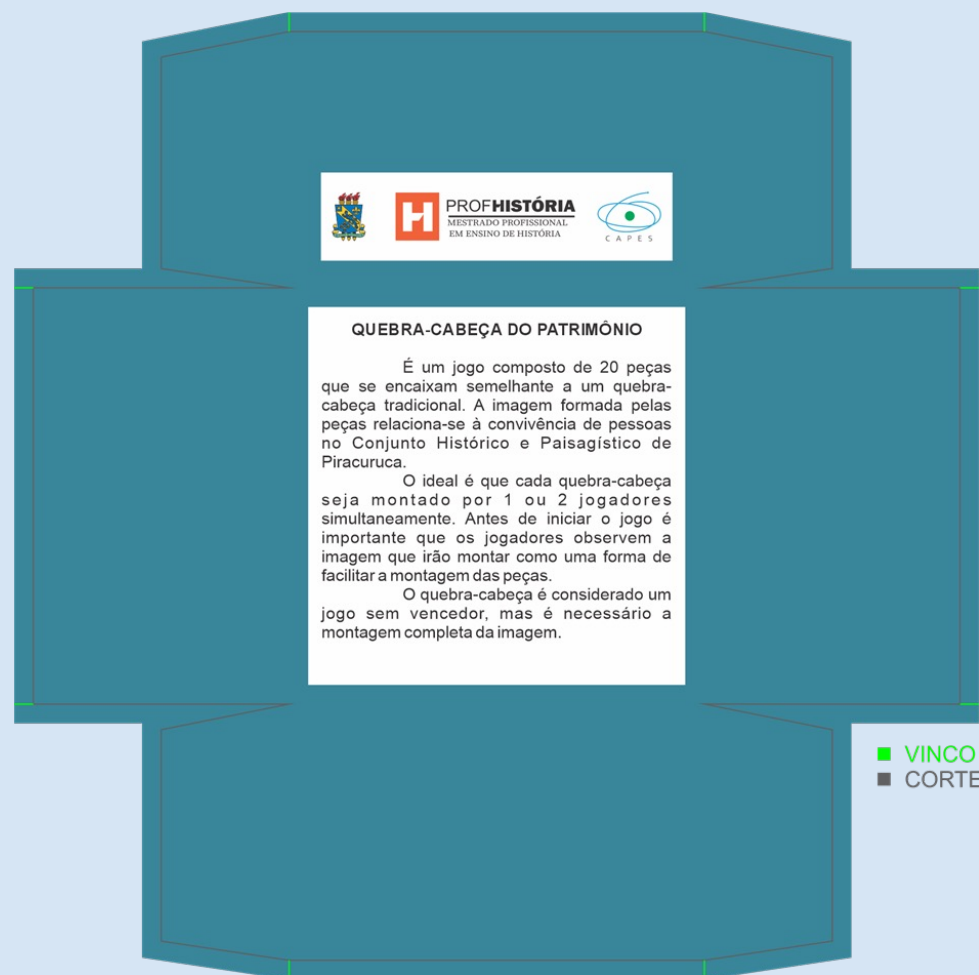 PROFHISTÓRIA
MESTRADO PROFISSIONAL
EM ENSINO DE HISTÓRIA
CAPES
QUEBRA-CABEÇA DO PATRIMÔNIO
É um jogo composto de 20 peças
que se encaixam semelhante a um quebra-
cabeça tradicional. A imagem formada pelas
peças relaciona-se à convivência de pessoas
no Conjunto Histórico e Paisagístico de
Piracuruca.
O ideal é que cada quebra-cabeça
seja montado por 1 ou 2 jogadores
simultaneamente. Antes de iniciar o jogo é
importante que os jogadores observem a
imagem que irão montar como uma forma de
facilitar a montagem das peças.
O quebra-cabeça é considerado um
jogo sem vencedor, mas é necessário a
montagem completa da imagem.
VINCO
CORTE